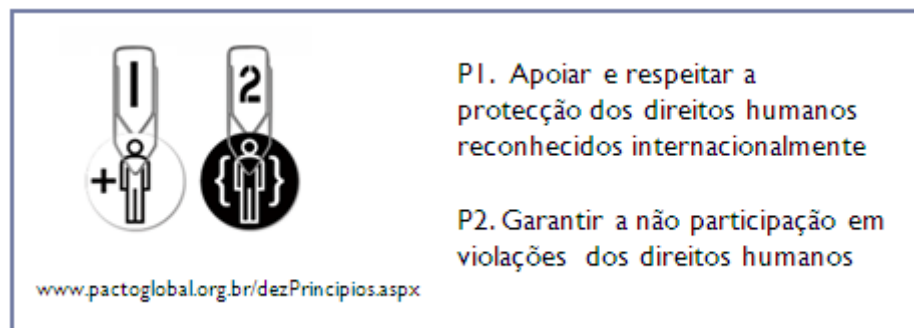 1
2
P1. Apoiar e respeitar a
protecção dos direitos humanos
reconhecidos internacionalmente
P2. Garantir a não participação em
violações dos direitos humanos
www.pactoglobal.org.br/dezPrincipios.aspx